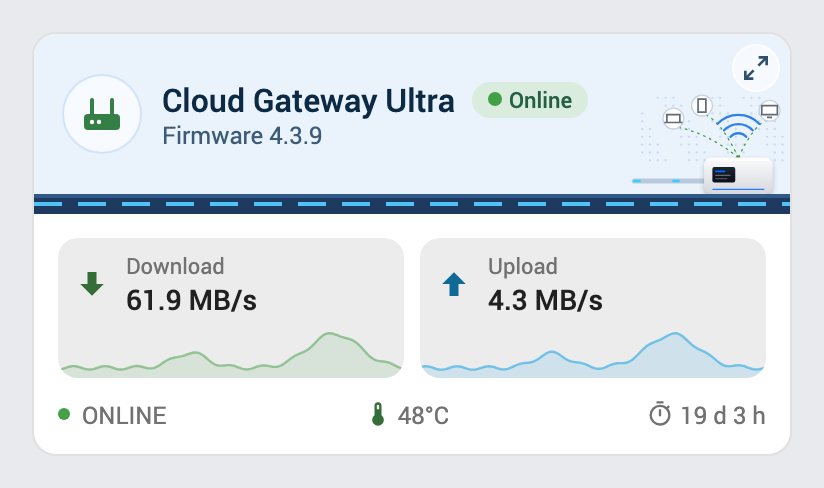 Cloud Gateway Ultra
Online
Firmware 4.3.9
Download
61.9 MB/s
Upload
4.3 MB/s
ONLINE
48°C
19 d 3 h